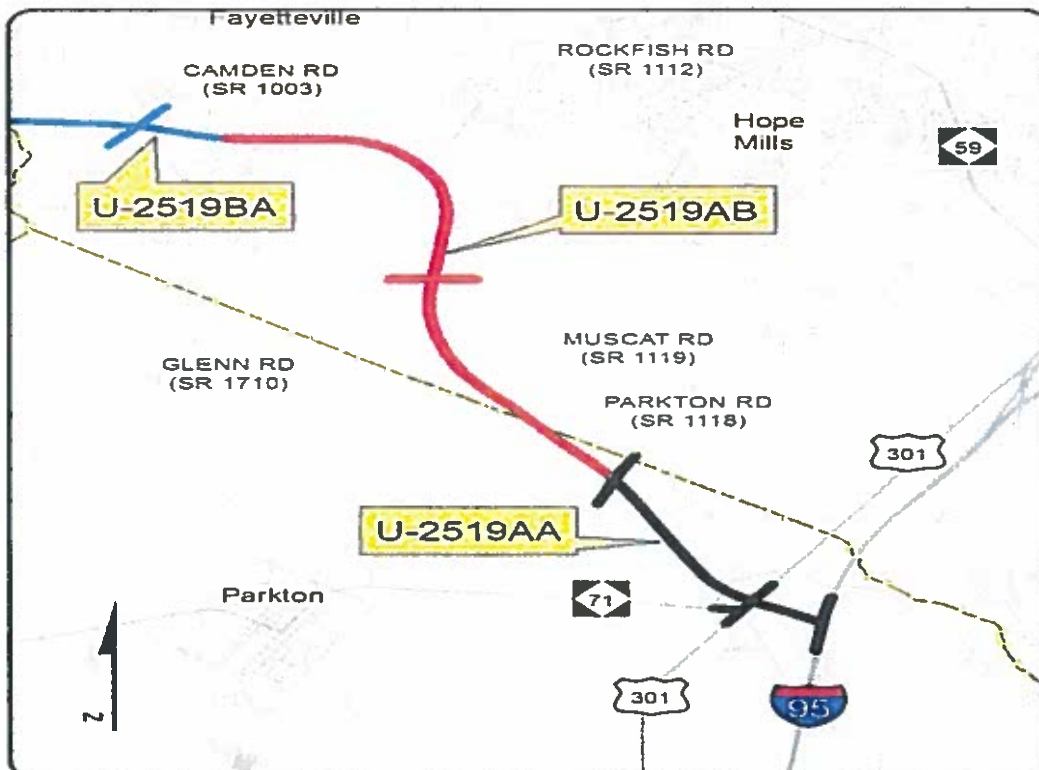 Fayetteville
CAMDEN RD
(SR 1003)
ROCKFISH RD
(SR 1112)
Hope
Mills
59
U-2519BA
U-2519AB
GLENN RD
(SR 1710)
MUSCAT RD
(SR 1119)
PARKTON RD
(SR 1118)
301
U-2519AA
71
Parkton
301
95
N